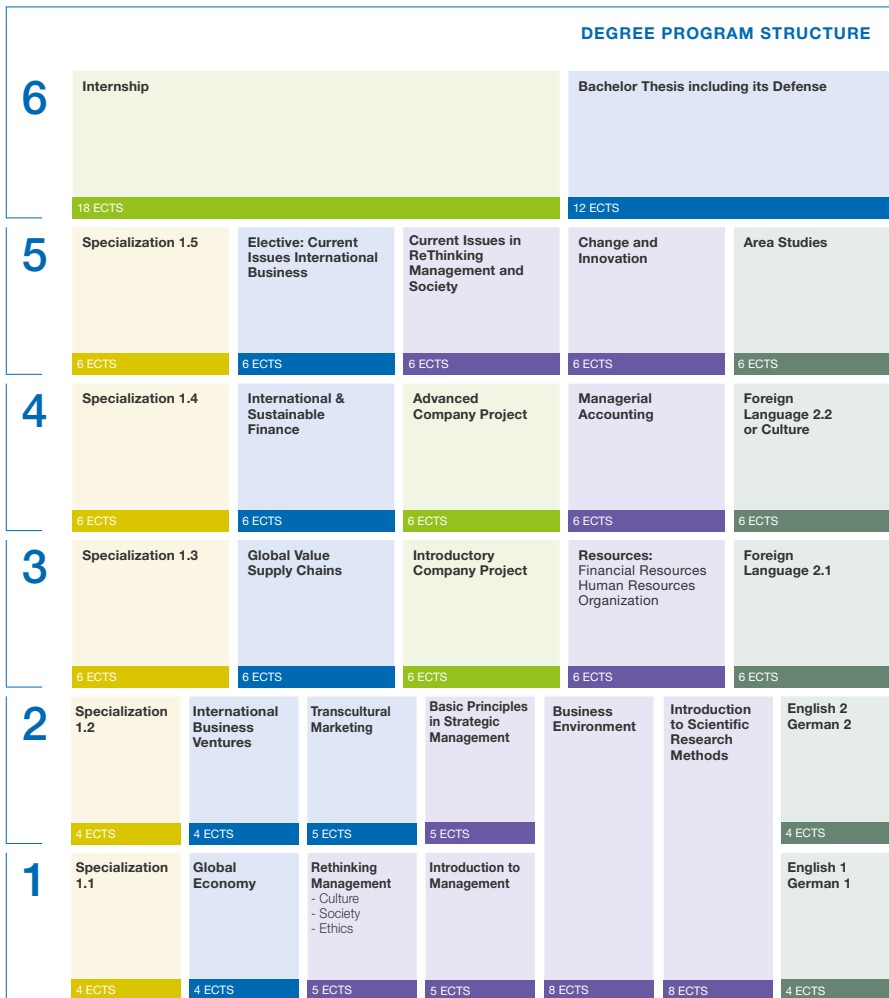 DEGREE PROGRAM STRUCTURE
6
Internship
18 ECTS
Bachelor Thesis including its Defense
12 ECTS
5
Specialization 1.5
6 ECTS
Elective: Current
Issues International
Business
6 ECTS
Current Issues in
ReThinking
Management and
Society
6 ECTS
Change and
Innovation
6 ECTS
Area Studies
6 ECTS
4
Specialization 1.4
6 ECTS
International &
Sustainable
Finance
6 ECTS
Advanced
Company Project
6 ECTS
Managerial
Accounting
6 ECTS
Foreign
Language 2.2
or Culture
6 ECTS
3
Specialization 1.3
6 ECTS
Global Value
Supply Chains
6 ECTS
Introductory
Company Project
6 ECTS
Resources:
Financial Resources
Human Resources
Organization
6 ECTS
Foreign
Language 2.1
6 ECTS
2
Specialization
1.2
4 ECTS
International
Business
Ventures
4 ECTS
Transcultural
Marketing
5 ECTS
Basic Principles
in Strategic
Management
5 ECTS
Business
Environment
8 ECTS
Introduction
to Scientific
Research
Methods
8 ECTS
English 2
German 2
4 ECTS
1
Specialization
1.1
4 ECTS
Global
Economy
4 ECTS
Rethinking
Management
- Culture
- Society
- Ethics
5 ECTS
Introduction to
Management
5 ECTS
English 1
German 1
4 ECTS